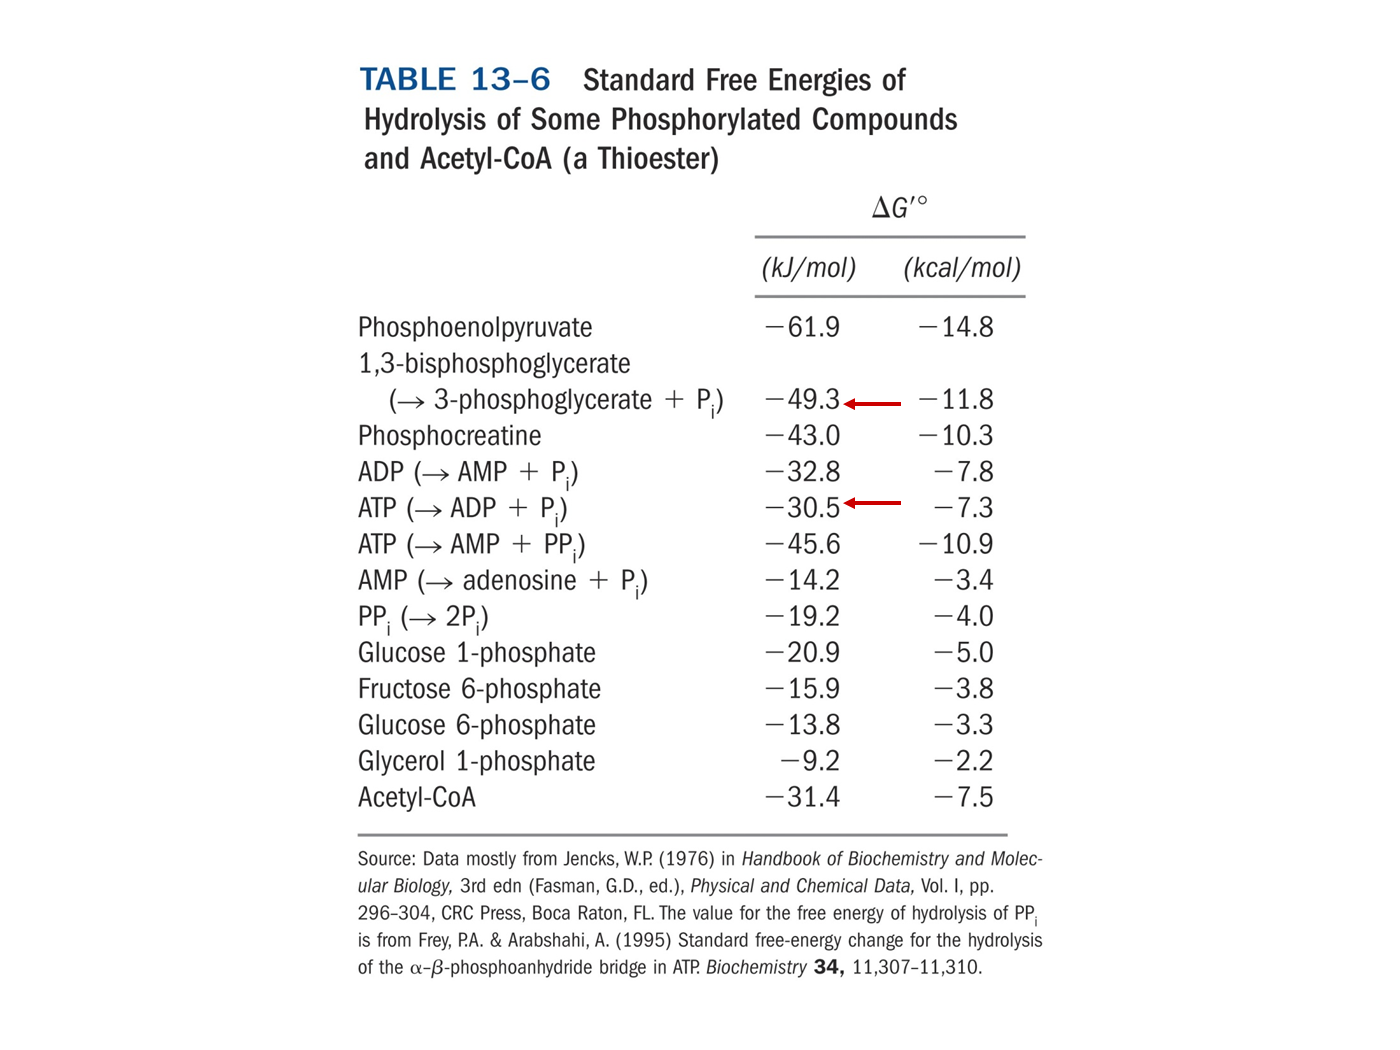 TABLE 13–6 Standard Free Energies of
Hydrolysis of Some Phosphorylated Compounds
and Acetyl-CoA (a Thioester)
ΔG′°
(kJ/mol) (kcal/mol)
Phosphoenolpyruvate −61.9 −14.8
1,3-bisphosphoglycerate
(→ 3-phosphoglycerate + Pi) −49.3 −11.8
Phosphocreatine −43.0 −10.3
ADP (→ AMP + Pi) −32.8 −7.8
ATP (→ ADP + Pi) −30.5 −7.3
ATP (→ AMP + PPi) −45.6 −10.9
AMP (→ adenosine + Pi) −14.2 −3.4
PPi (→ 2Pi) −19.2 −4.0
Glucose 1-phosphate −20.9 −5.0
Fructose 6-phosphate −15.9 −3.8
Glucose 6-phosphate −13.8 −3.3
Glycerol 1-phosphate −9.2 −2.2
Acetyl-CoA −31.4 −7.5
Source: Data mostly from Jencks, W.P. (1976) in Handbook of Biochemistry and Molec-
ular Biology, 3rd edn (Fasman, G.D., ed.), Physical and Chemical Data, Vol. I, pp.
296–304, CRC Press, Boca Raton, FL. The value for the free energy of hydrolysis of PPi
is from Frey, P.A. & Arabshahi, A. (1995) Standard free-energy change for the hydrolysis
of the α–β-phosphoanhydride bridge in ATP. Biochemistry 34, 11,307–11,310.